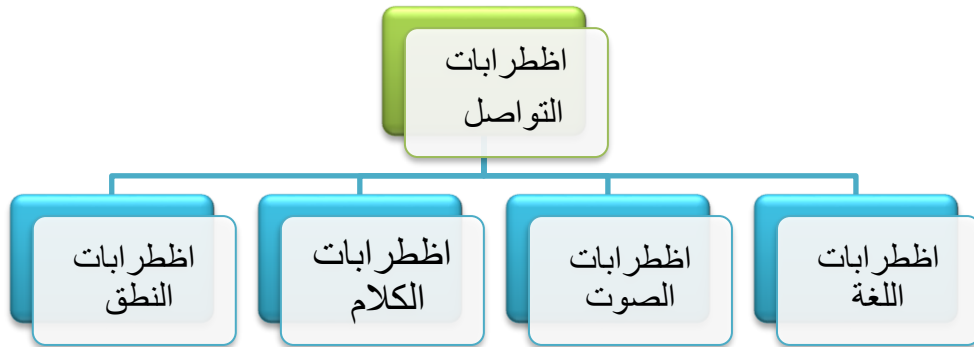 اظطرابات
التواصل
اظطرابات
اللغة
اظطرابات
الصوت
اظطرابات
الكلام
اظطرابات
النطق